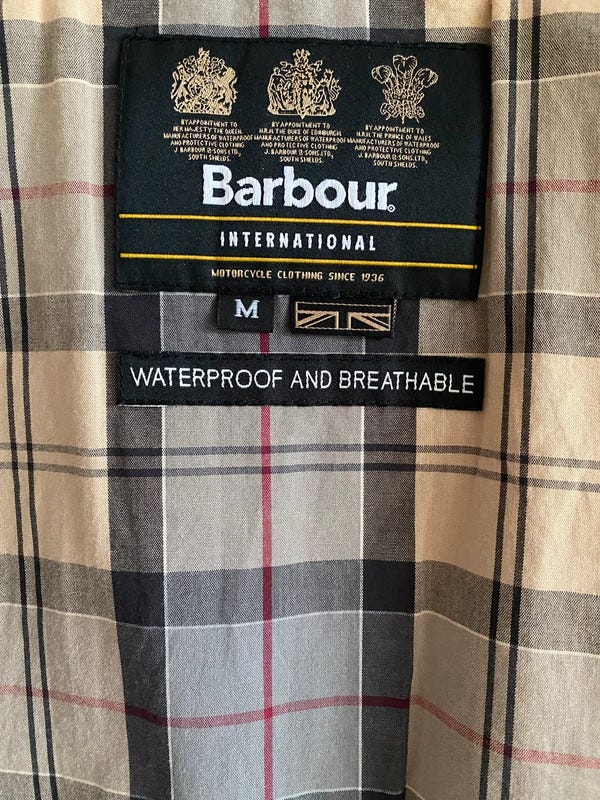 BY APPOINTMENT TO
HER MAJESTY THE QUEEN
MANUFACTURERS OF WATERPROOF
AND PROTECTIVE CLOTHING
J. BARBOUR & SONS LTD,
SOUTH SHIELDS.
BY APPOINTMENT TO
H.R.H. THE DUKE OF EDINBURGH
MANUFACTURERS OF WATERPROOF
AND PROTECTIVE CLOTHING
J. BARBOUR & SONS LTD,
SOUTH SHIELDS.
BY APPOINTMENT TO
H.R.H. THE PRINCE OF WALES
MANUFACTURERS OF WATERPROOF
AND PROTECTIVE CLOTHING
J. BARBOUR & SONS LTD,
SOUTH SHIELDS.
Barbour®
INTERNATIONAL
MOTORCYCLE CLOTHING SINCE 1936
M
WATERPROOF AND BREATHABLE